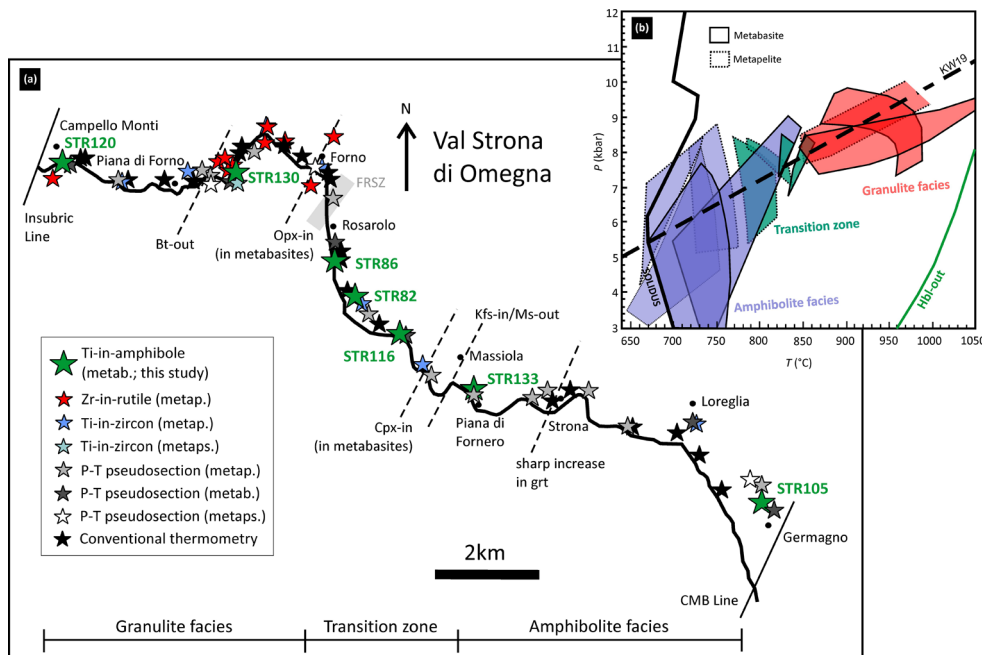 (a)
Campello Monti
STR120
Piana di Forno
Insubric
Line
Bt-out
STR130
N
Val Strona
di Omegna
Forno
FRSZ
Opx-in
(in metabasites)
Rosarolo
STR86
STR82
STR116
Kfs-in/Ms-out
Massiola
STR133
Cpx-in
(in metabasites)
Piana di
Fornero
Strona
sharp increase
in grt
Loreglia
STR105
Germagno
CMB Line
2km
Ti-in-amphibole
(metab.; this study)
Zr-in-rutile (metap.)
Ti-in-zircon (metap.)
Ti-in-zircon (metaps.)
P-T pseudosection (metap.)
P-T pseudosection (metab.)
P-T pseudosection (metaps.)
Conventional thermometry
Granulite facies
Transition zone
Amphibolite facies
(b)
Metabasite
Metapelite
KW19
P (kbar)
12
11
10
9
8
7
6
5
4
3
Granulite facies
Transition zone
Amphibolite facies
SOLIDUS
Hbl-out
650 700 750 800 850 900 950 1000 1050
T (°C)